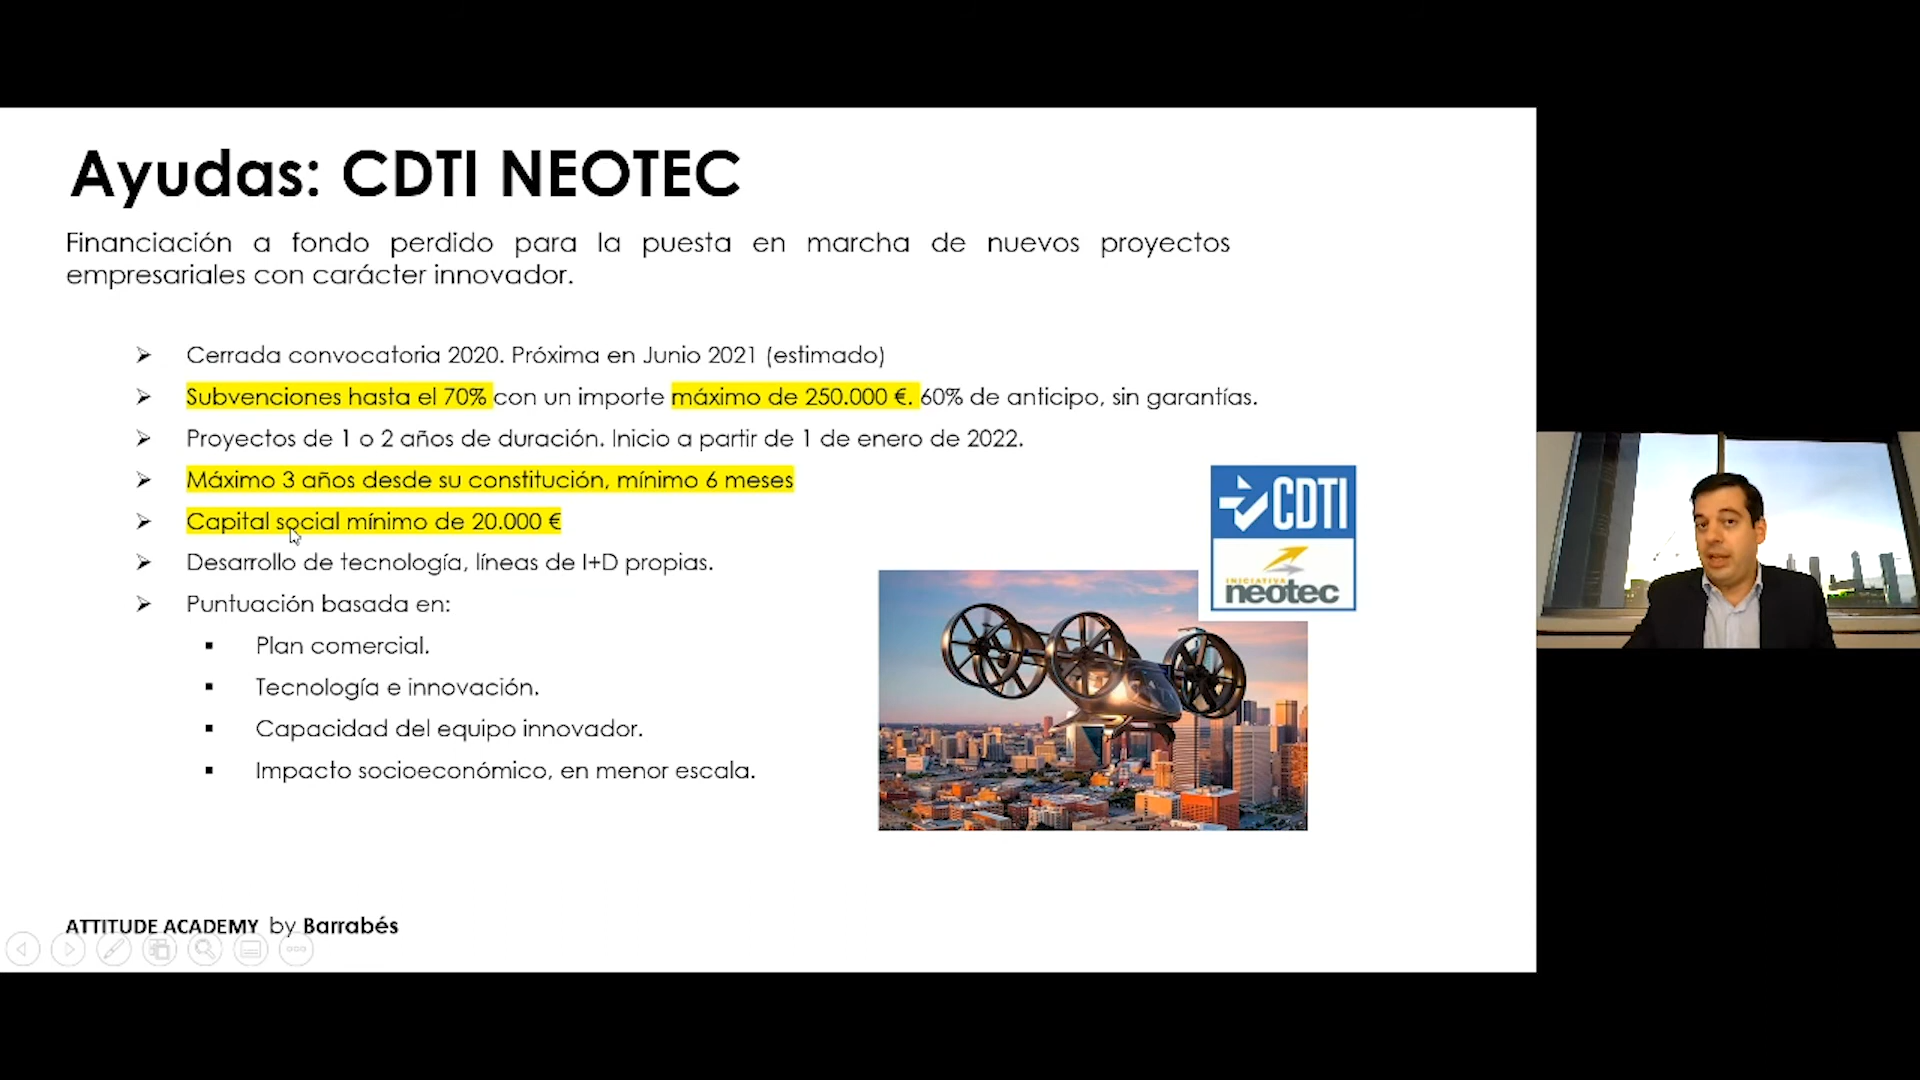 Ayudas: CDTI NEOTEC
Financiación a fondo perdido para la puesta en marcha de nuevos proyectos
empresariales con carácter innovador.
Cerrada convocatoria 2020. Próxima en Junio 2021 (estimado)
Subvenciones hasta el 70% con un importe máximo de 250.000 €. 60% de anticipo, sin garantías.
Proyectos de 1 o 2 años de duración. Inicio a partir de 1 de enero de 2022.
Máximo 3 años desde su constitución, mínimo 6 meses
Capital social mínimo de 20.000 €
Desarrollo de tecnología, líneas de I+D propias.
Puntuación basada en:
Plan comercial.
Tecnología e innovación.
Capacidad del equipo innovador.
Impacto socioeconómico, en menor escala.
CDTI
INICIATIVA
neotec
ATTITUDE ACADEMY by Barrabés